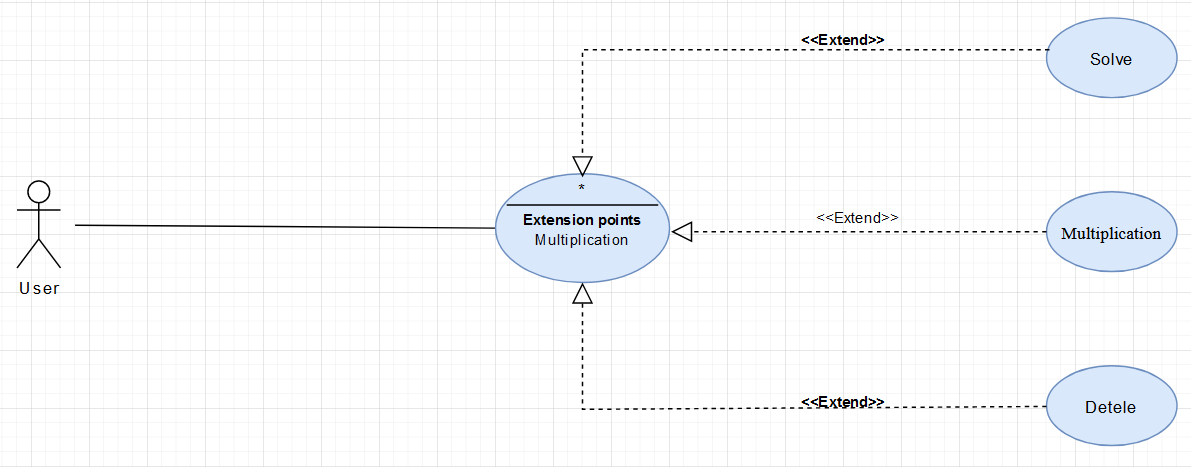 <<Extend>>
Solve
*
Extension points
Multiplication
<<Extend>>
Multiplication
User
<<Extend>>
Detele